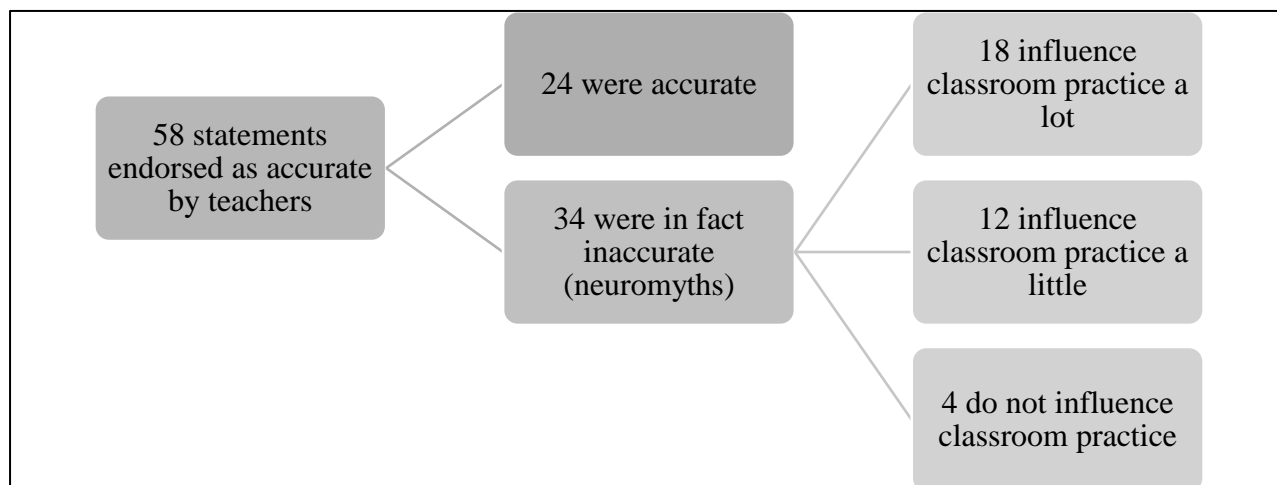 58 statements
endorsed as accurate
by teachers
24 were accurate
34 were in fact
inaccurate
(neuromyths)
18 influence
classroom practice a
lot
12 influence
classroom practice a
little
4 do not influence
classroom practice